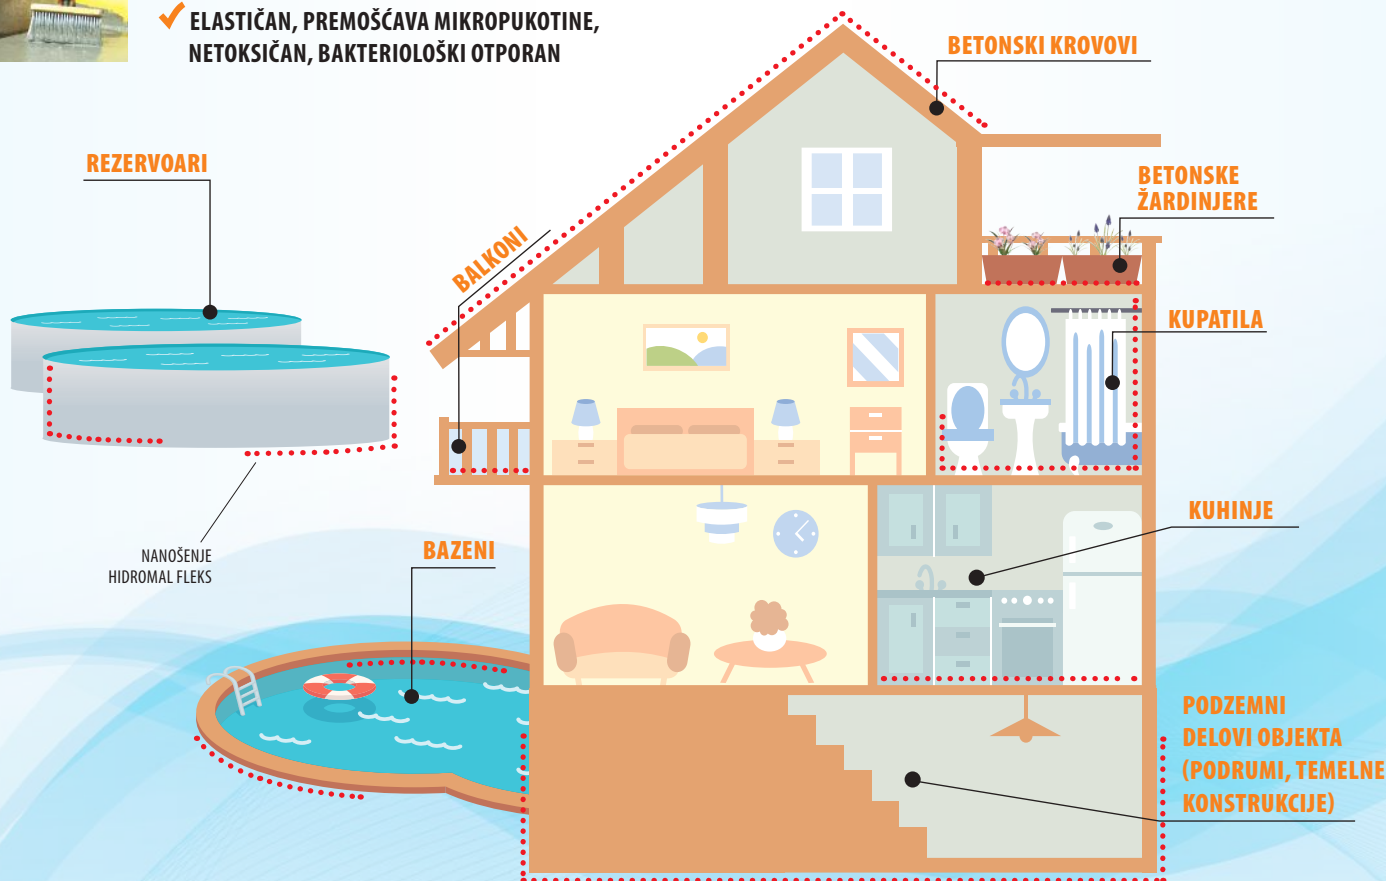 ELASTIČAN, PREMOŠĆAVA MIKROPUKOTINE,
NETOKSIČAN, BAKTERIOLOŠKI OTPORAN
BETONSKI KROVOVI
REZERVOARI
BETONSKE
ŽARDINJERE
BALKONI
KUPATILA
KUHINJE
NANOŠENJE
HIDROMAL FLEKS
BAZENI
PODZEMNI
DELOVI OBJEKTA
(PODRUMI, TEMELNE
KONSTRUKCIJE)